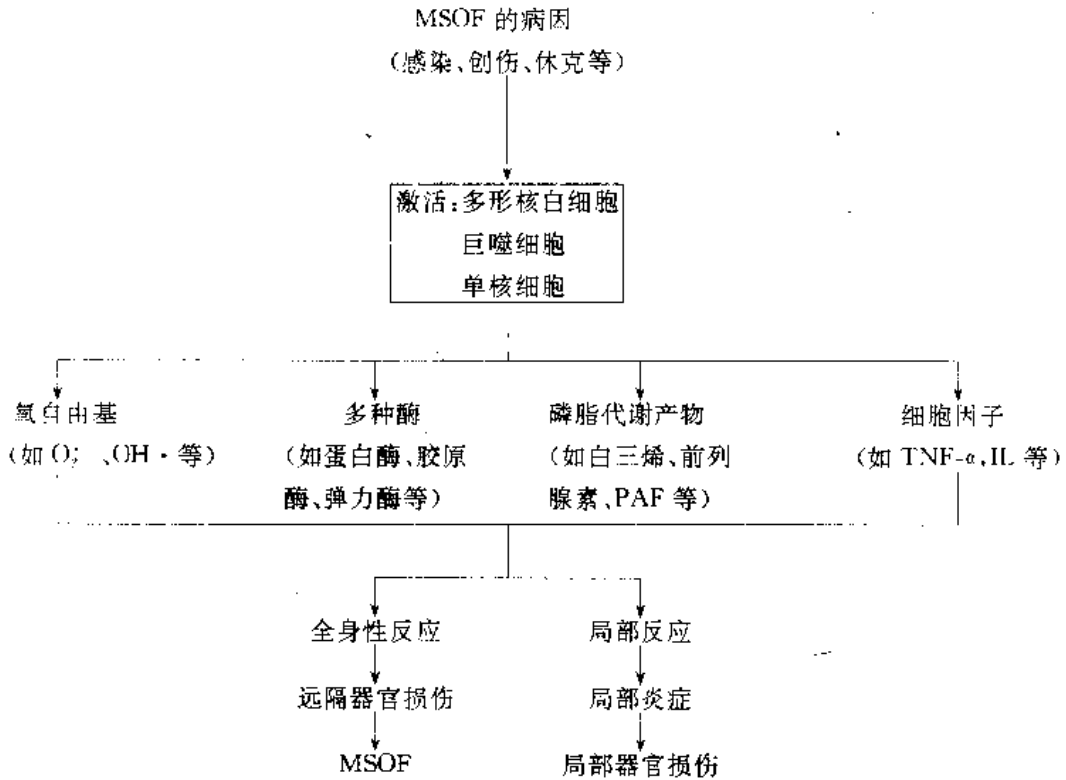 MSOF 的病因
(感染、创伤、休克等)
激活:多形核白细胞
巨噬细胞
单核细胞
氧自由基
多种酶
磷脂代谢产物
细胞因子
(如 、OH·等)
(如蛋白酶、胶原
酶、弹力酶等)
(如白三烯、前列
腺素、PAF 等)
(如 TNF-α,IL 等)
全身性反应
局部反应
远隔器官损伤
局部炎症
MSOF
局部器官损伤